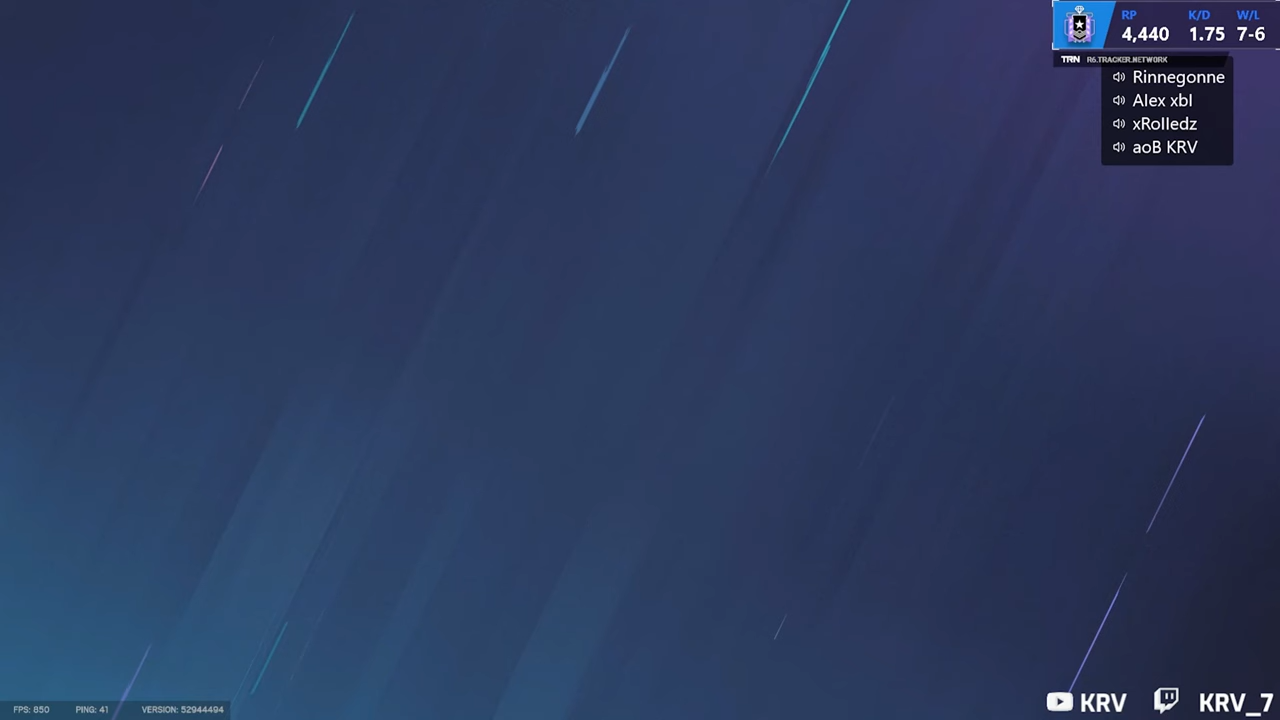 RP K/D W/L
4,440 1.75 7-6
TRN R6.TRACKER.NETWORK
Rinnegonne
Alex xbl
xRolledz
aoB KRV
FPS: 850 PING: 41 VERSION: 52944494
KRV KRV_7